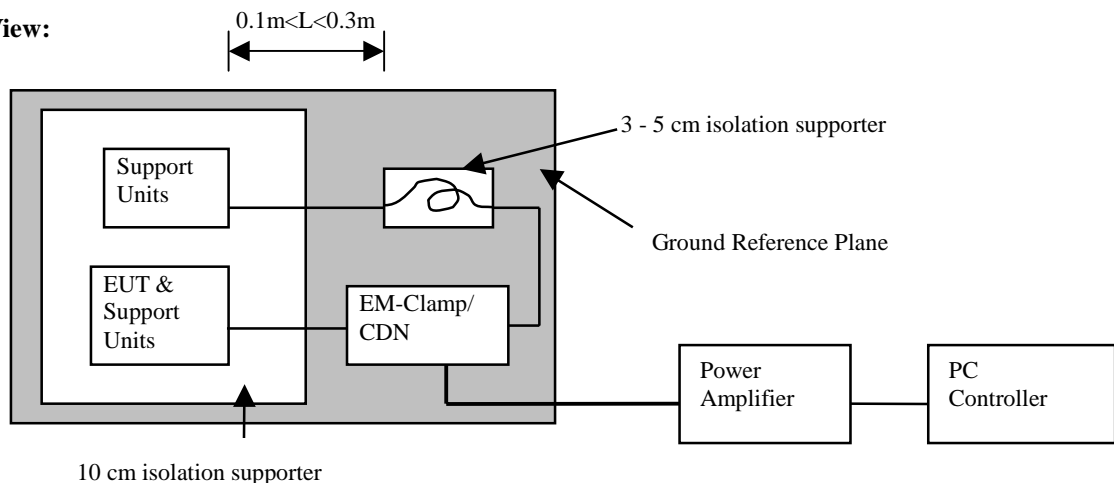 View:
0.1m<L<0.3m
3 - 5 cm isolation supporter
Support
Units
Ground Reference Plane
EUT &
Support
Units
EM-Clamp/
CDN
Power
Amplifier
PC
Controller
10 cm isolation supporter